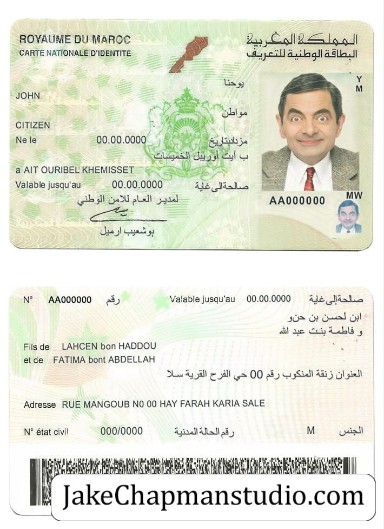 ROYAUME DU MAROC
المملكة المغربية
CARTE NATIONALE D'IDENTITE
البطاقة الوطنية للتعريف
Y
M
يوحنا
JOHN
مواطن
CITIZEN
Ne le 00.00.0000 مزداد بتاريخ
ب أيت أوريبل الخميسات
a AIT OURIBEL KHEMISSET
Valable jusqu'au 00.00.0000 صالحة إلى غاية
لمدير العام للامن الوطني
MW
AA000000
بوشعيب ارميل
N° AA000000 رقم Valable jusqu'au 00.00.0000 صالحة إلى غاية
ابن لحسن بن حدو
و فاطمة بنت عبد الله
Fils de LAHCEN bon HADDOU
et de FATIMA bont ABDELLAH
العنوان زنقة المنكوب رقم 00 حي الفرح القرية سلا
Adresse RUE MANGOUB N0 00 HAY FARAH KARIA SALE
N° état civil 000/0000 رقم الحالة المدنية M الجنس
JakeChapmanstudio.com